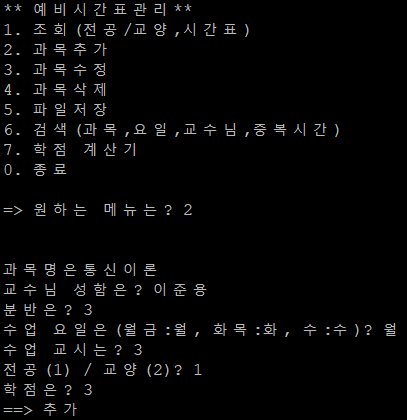 ** 예비시간표관리 **
1. 조회 (전공/교양,시간표)
2. 과목추가
3. 과목수정
4. 과목삭제
5. 파일저장
6. 검색 (과목,요일,교수님,중복시간)
7. 학점 계산기
0. 종료
=> 원하는 메뉴는? 2
과목명은통신이론
교수님 성함은? 이준용
분반은? 3
수업 요일은 (월금:월, 화목:화, 수:수)? 월
수업 교시는? 3
전공(1) / 교양(2)? 1
학점은? 3
==> 추가